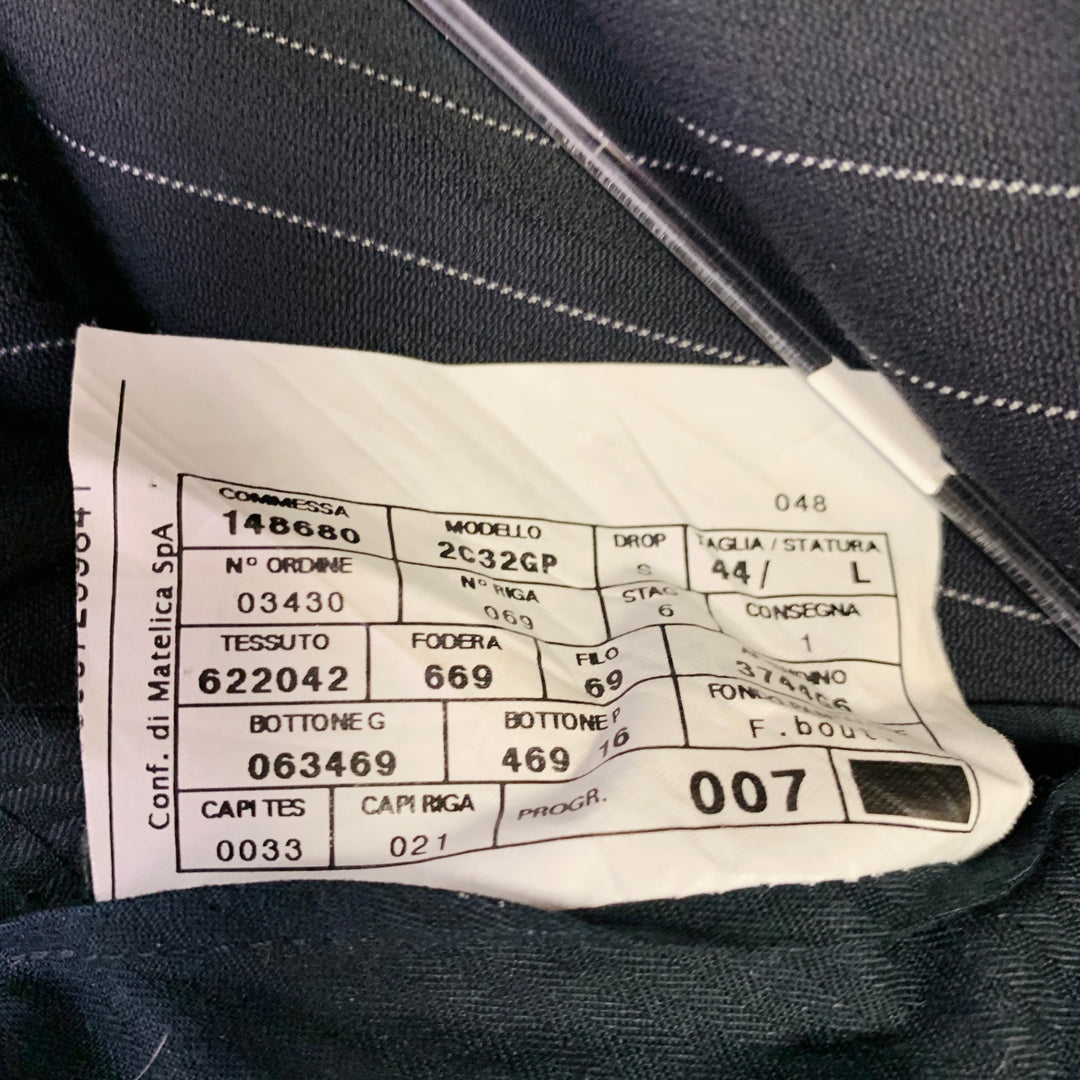 048
COMMESSA
148680
MODELLO
2C32GP
DROP
S
TAGLIA / STATURA
44 / L
N° ORDINE
03430
N° RIGA
069
STAG
6
CONSEGNA
1
TESSUTO
622042
FODERA
669
FILO
69
BOTTONE G
063469
BOTTONE P
469 16
F.bout
CAPI TES
0033
CAPI RIGA
021
PROGR.
007
Conf. di Matelica SpA